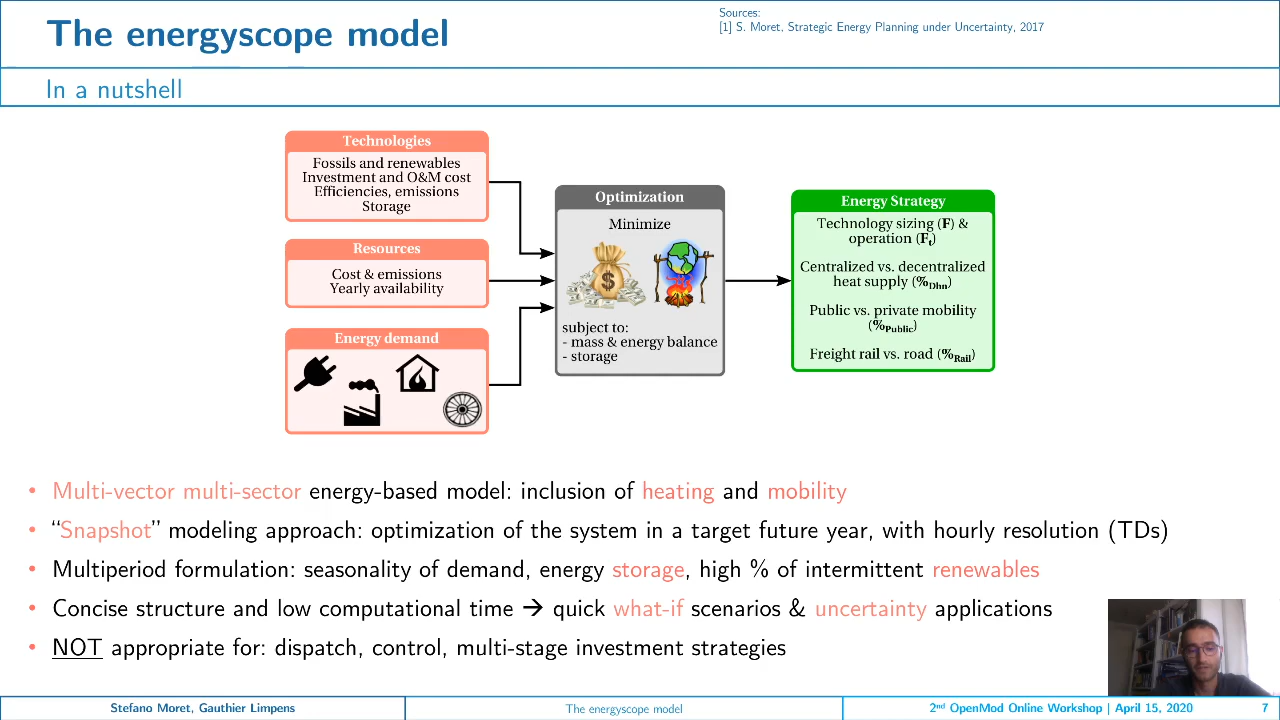 The energyscope model
Sources:
[1] S. Moret, Strategic Energy Planning under Uncertainty, 2017
In a nutshell
Technologies
Fossils and renewables
Investment and O&M cost
Efficiencies, emissions
Storage
Resources
Cost & emissions
Yearly availability
Energy demand
Optimization
Minimize
$
subject to:
- mass & energy balance
- storage
Energy Strategy
Technology sizing (F) &
operation (Ft)
Centralized vs. decentralized
heat supply (%Dhn)
Public vs. private mobility
(%Public)
Freight rail vs. road (%Rail)
• Multi-vector multi-sector energy-based model: inclusion of heating and mobility
• “Snapshot” modeling approach: optimization of the system in a target future year, with hourly resolution (TDs)
• Multiperiod formulation: seasonality of demand, energy storage, high % of intermittent renewables
• Concise structure and low computational time → quick what-if scenarios & uncertainty applications
• NOT appropriate for: dispatch, control, multi-stage investment strategies
Stefano Moret, Gauthier Limpens
The energyscope model
2nd OpenMod Online Workshop | April 15, 2020
7